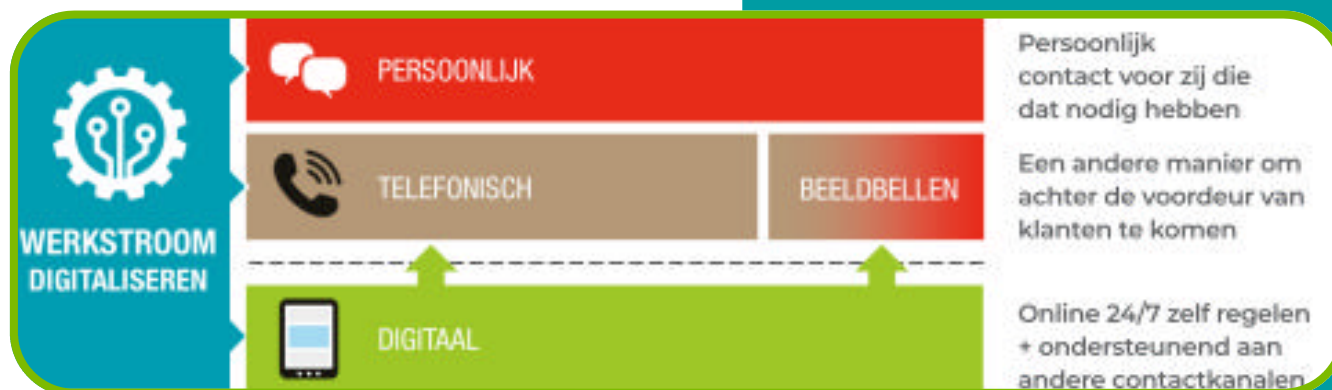 WERKSTROOM
DIGITALISEREN
PERSOONLIJK
Persoonlijk
contact voor zij die
dat nodig hebben
TELEFONISCH
BEELDBELLEN
Een andere manier om
achter de voordeur van
klanten te komen
DIGITAAL
Online 24/7 zelf regelen
+ ondersteunend aan
andere contactkanalen